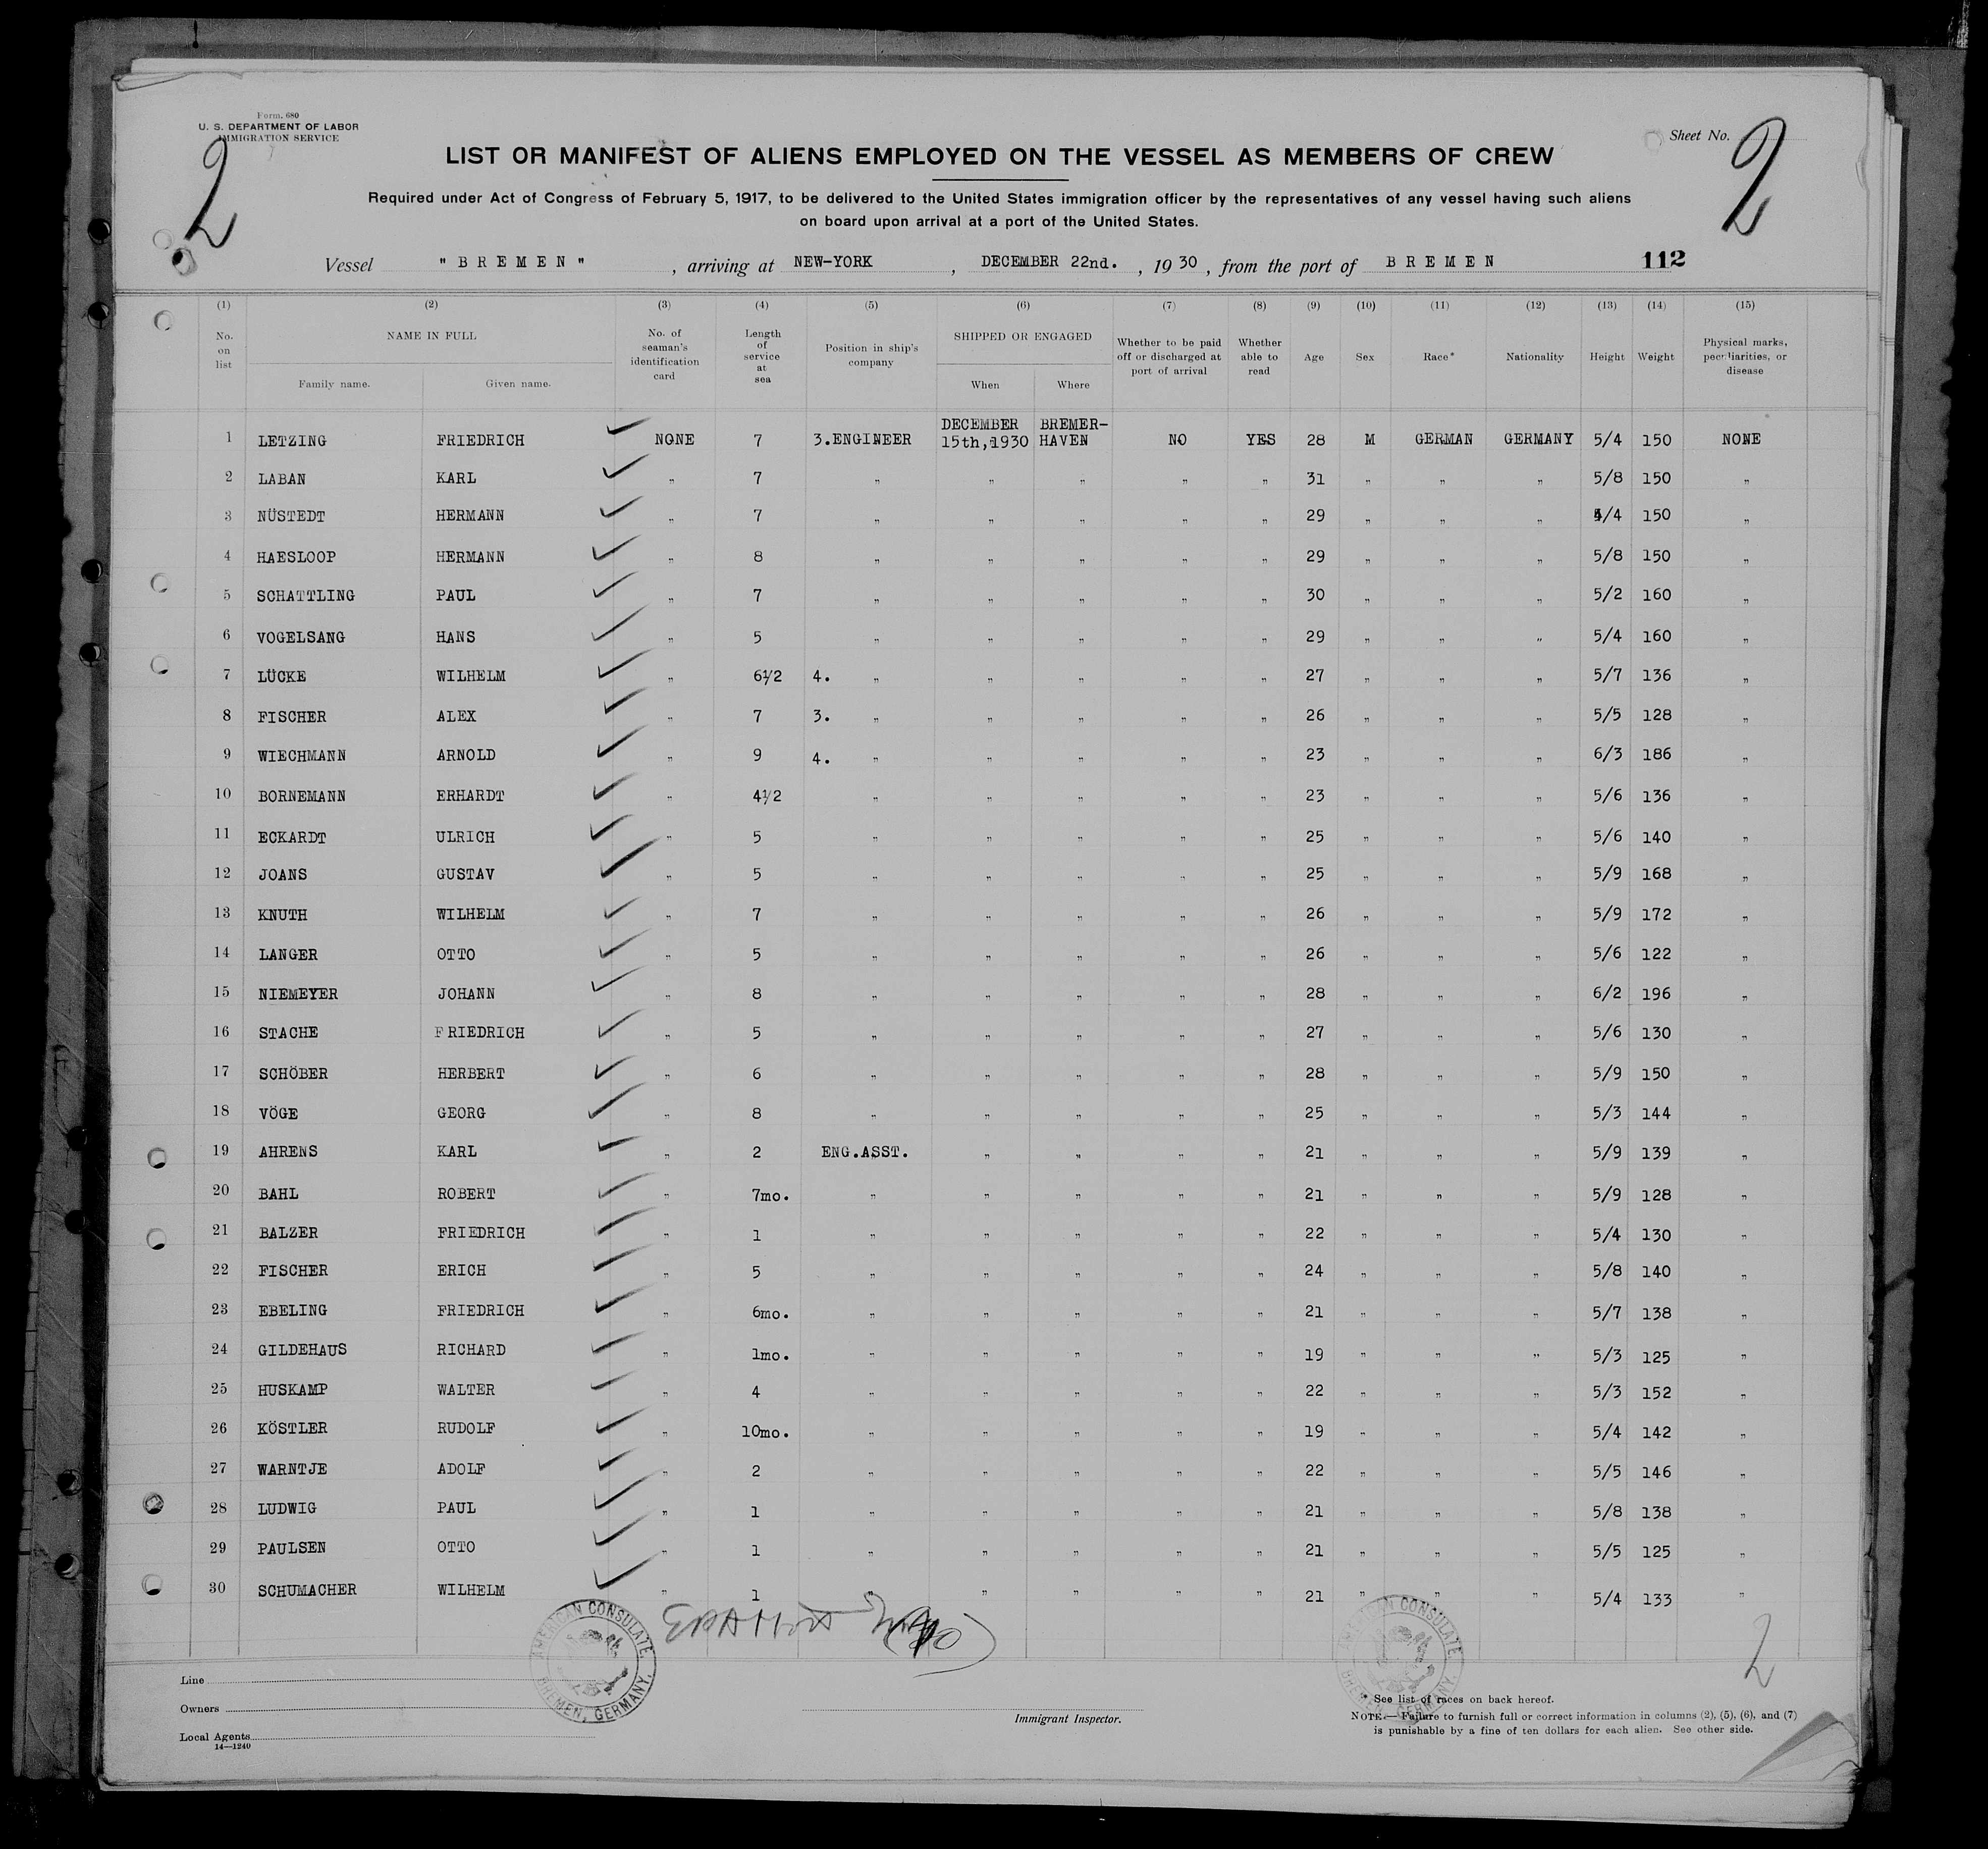 Form. 680
U. S. DEPARTMENT OF LABOR
IMMIGRATION SERVICE
2
Sheet No. 2
LIST OR MANIFEST OF ALIENS EMPLOYED ON THE VESSEL AS MEMBERS OF CREW
Required under Act of Congress of February 5, 1917, to be delivered to the United States immigration officer by the representatives of any vessel having such aliens
on board upon arrival at a port of the United States.
Vessel " B R E M E N " , arriving at NEW-YORK , DECEMBER 22nd. , 19 30 , from the port of B R E M E N 112
(1) (2) (3) (4) (5) (6) (7) (8) (9) (10) (11) (12) (13) (14) (15)
No. on list NAME IN FULL Family name. Given name. No. of seaman's identification card Length of service at sea Position in ship's company SHIPPED OR ENGAGED When Where Whether to be paid off or discharged at port of arrival Whether able to read Age Sex Race* Nationality Height Weight Physical marks, peculiarities, or disease
1 LETZING FRIEDRICH NONE 7 3.ENGINEER DECEMBER 15th,1930 BREMER-HAVEN NO YES 28 M GERMAN GERMANY 5/4 150 NONE
2 LABAN KARL " 7 " " " " " 31 " " " 5/8 150 "
3 NÜSTEDT HERMANN " 7 " " " " " 29 " " " /4 150 "
4 HAESLOOP HERMANN " 8 " " " " " 29 " " " 5/8 150 "
5 SCHATTLING PAUL " 7 " " " " " 30 " " " 5/2 160 "
6 VOGELSANG HANS " 5 " " " " " 29 " " " 5/4 160 "
7 LÜCKE WILHELM " 6½ 4. " " " " " 27 " " " 5/7 136 "
8 FISCHER ALEX " 7 3. " " " " " 26 " " " 5/5 128 "
9 WIECHMANN ARNOLD " 9 4. " " " " " 23 " " " 6/3 186 "
10 BORNEMANN ERHARDT " 4½ " " " " " 23 " " " 5/6 136 "
11 ECKARDT ULRICH " 5 " " " " " 25 " " " 5/6 140 "
12 JOANS GUSTAV " 5 " " " " " 25 " " " 5/9 168 "
13 KNUTH WILHELM " 7 " " " " " 26 " " " 5/9 172 "
14 LANGER OTTO " 5 " " " " " 26 " " " 5/6 122 "
15 NIEMEYER JOHANN " 8 " " " " " 28 " " " 6/2 196 "
16 STACHE FRIEDRICH " 5 " " " " " 27 " " " 5/6 130 "
17 SCHÖBER HERBERT " 6 " " " " " 28 " " " 5/9 150 "
18 VÖGE GEORG " 8 " " " " " 25 " " " 5/3 144 "
19 AHRENS KARL " 2 ENG.ASST. " " " " 21 " " " 5/9 139 "
20 BAHL ROBERT " 7mo. " " " " " 21 " " " 5/9 128 "
21 BALZER FRIEDRICH " 1 " " " " " 22 " " " 5/4 130 "
22 FISCHER ERICH " 5 " " " " " 24 " " " 5/8 140 "
23 EBELING FRIEDRICH " 6mo. " " " " " 21 " " " 5/7 138 "
24 GILDEHAUS RICHARD " 1mo. " " " " " 19 " " " 5/3 125 "
25 HUSKAMP WALTER " 4 " " " " " 22 " " " 5/3 152 "
26 KÖSTLER RUDOLF " 10mo. " " " " " 19 " " " 5/4 142 "
27 WARNTJE ADOLF " 2 " " " " " 22 " " " 5/5 146 "
28 LUDWIG PAUL " 1 " " " " " 21 " " " 5/8 138 "
29 PAULSEN OTTO " 1 " " " " " 21 " " " 5/5 125 "
30 SCHUMACHER WILHELM " 1 " " " " " 21 " " " 5/4 133 "
AMERICAN CONSULATE, BREMEN, GERMANY.
AMERICAN CONSULATE, BREMEN, GERMANY.
2
Line
Owners
Local Agents
14—1240
Immigrant Inspector.
* See list of races on back hereof.
NOTE.—Failure to furnish full or correct information in columns (2), (5), (6), and (7)
is punishable by a fine of ten dollars for each alien. See other side.